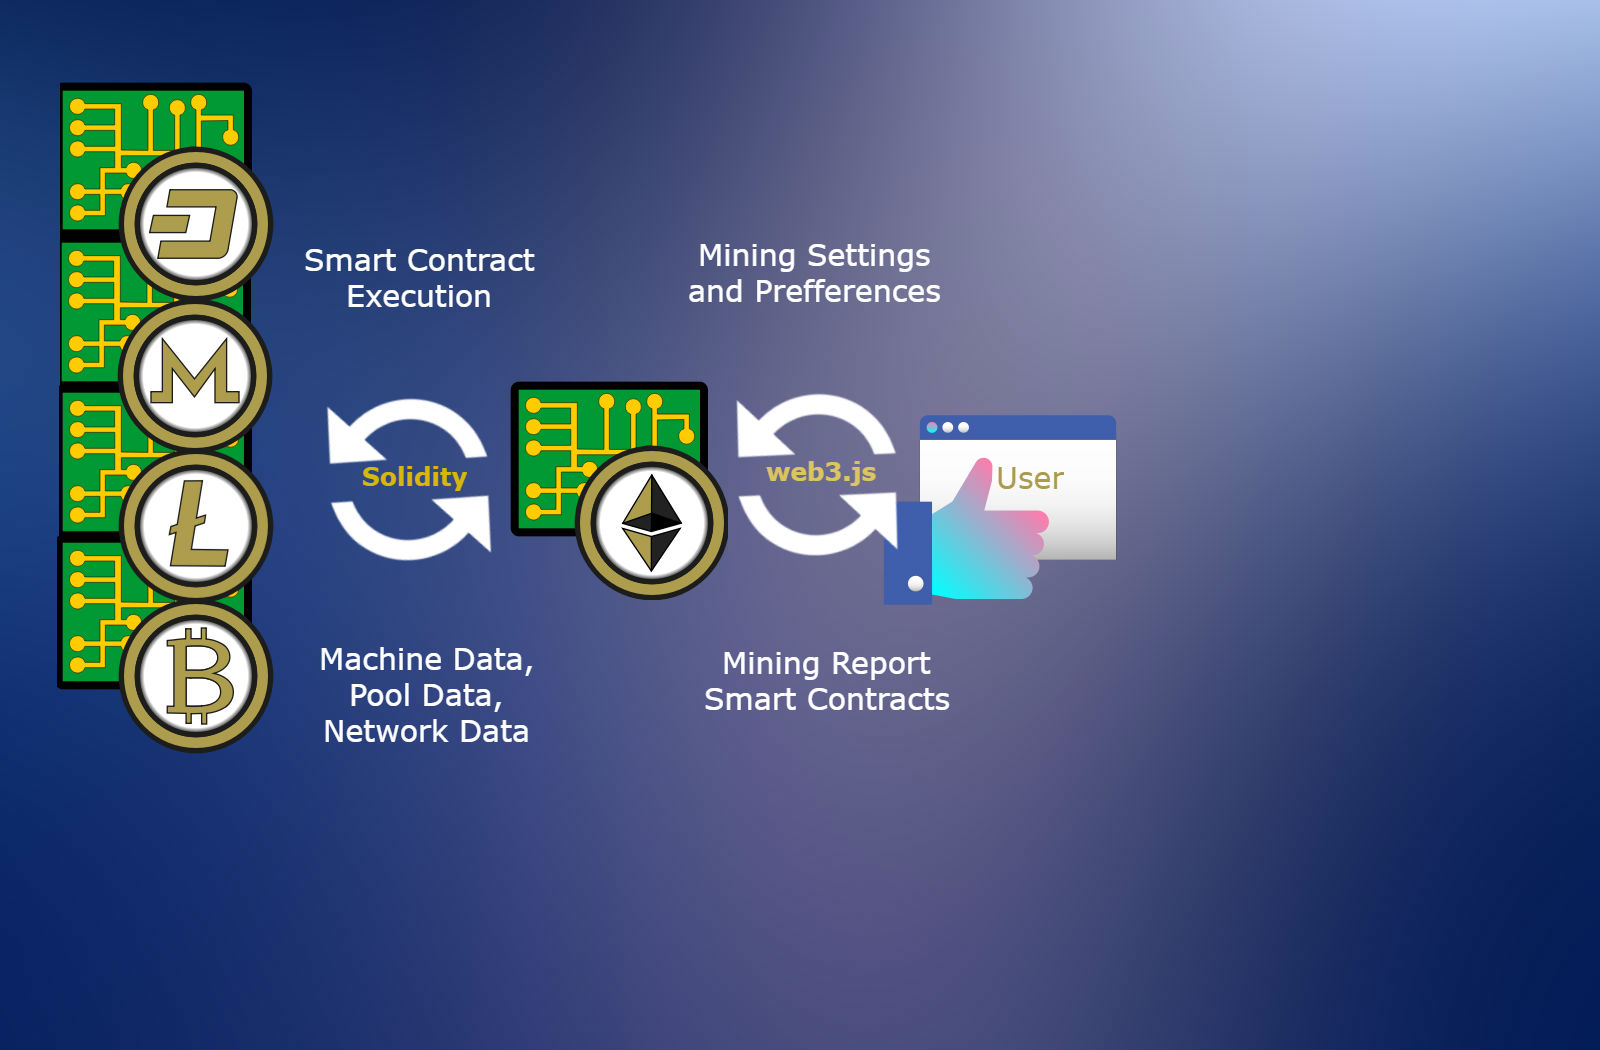 Smart Contract
Execution
Mining Settings
and Prefferences
Solidity
web3.js
User
Machine Data,
Pool Data,
Network Data
Mining Report
Smart Contracts